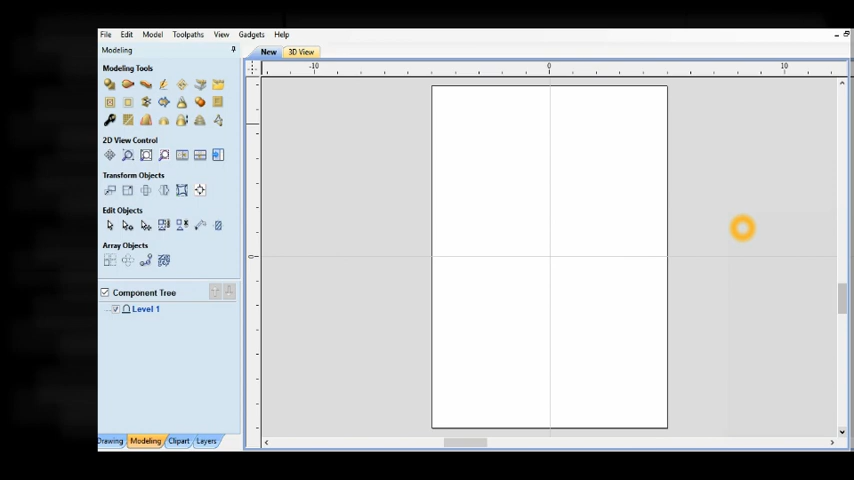 File Edit Model Toolpaths View Gadgets Help
Modeling
New 3D View
-10 0 10
Modeling Tools
2D View Control
Transform Objects
Edit Objects
Array Objects
0
Component Tree
Level 1
Drawing Modeling Clipart Layers